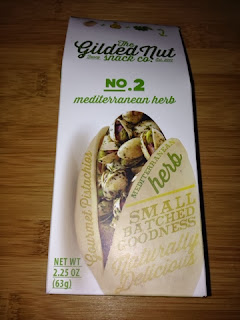 The
Gilded Nut
snack co.
No. 2
mediterranean herb
Gourmet Pistachios
MEDITERRANEAN
herb
SMALL
BATCHED
GOODNESS
Naturally
Delicious
NET WT
2.25 OZ
(63g)